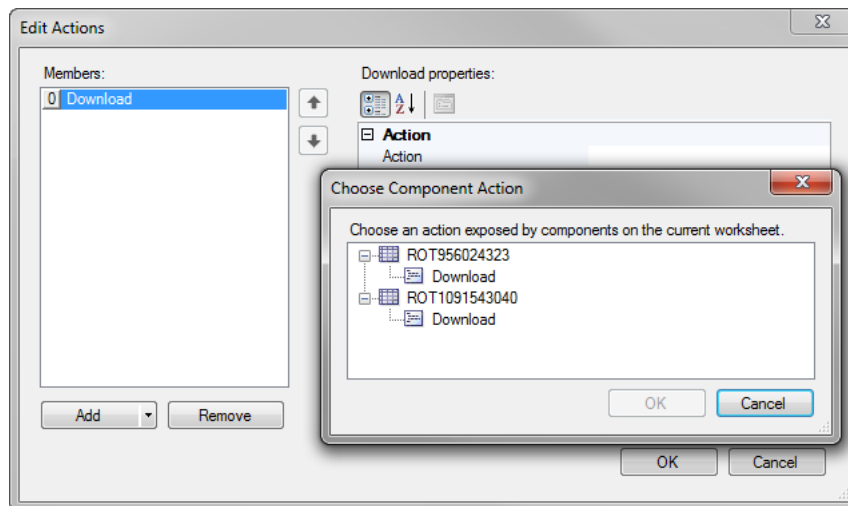 Edit Actions
Members:
0 Download
Download properties:
A
Z
Action
Action
Choose Component Action
Choose an action exposed by components on the current worksheet.
ROT956024323
Download
ROT1091543040
Download
OK Cancel
Add Remove
OK Cancel